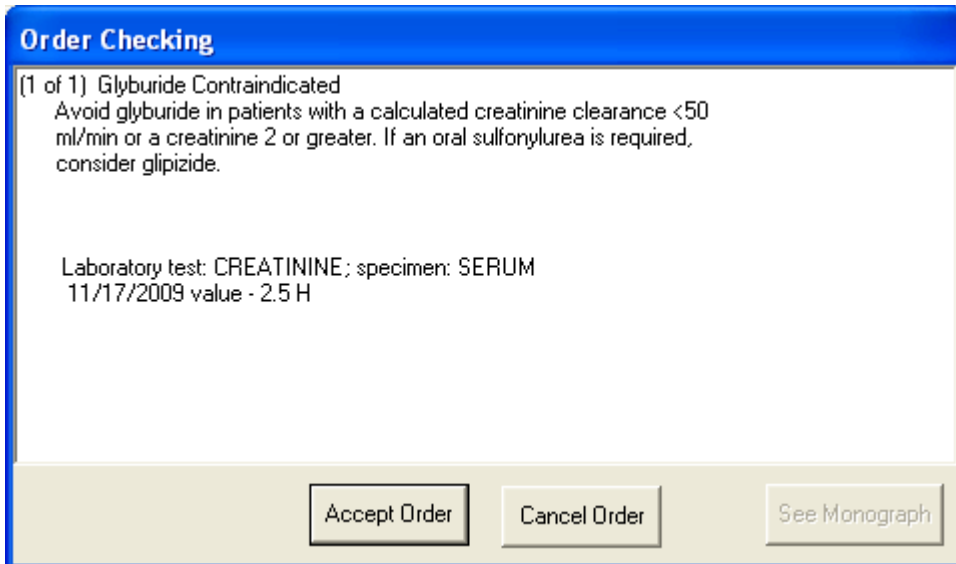 Order Checking
(1 of 1) Glyburide Contraindicated
Avoid glyburide in patients with a calculated creatinine clearance <50
ml/min or a creatinine 2 or greater. If an oral sulfonylurea is required,
consider glipizide.
Laboratory test: CREATININE; specimen: SERUM
11/17/2009 value - 2.5 H
Accept Order
Cancel Order
See Monograph